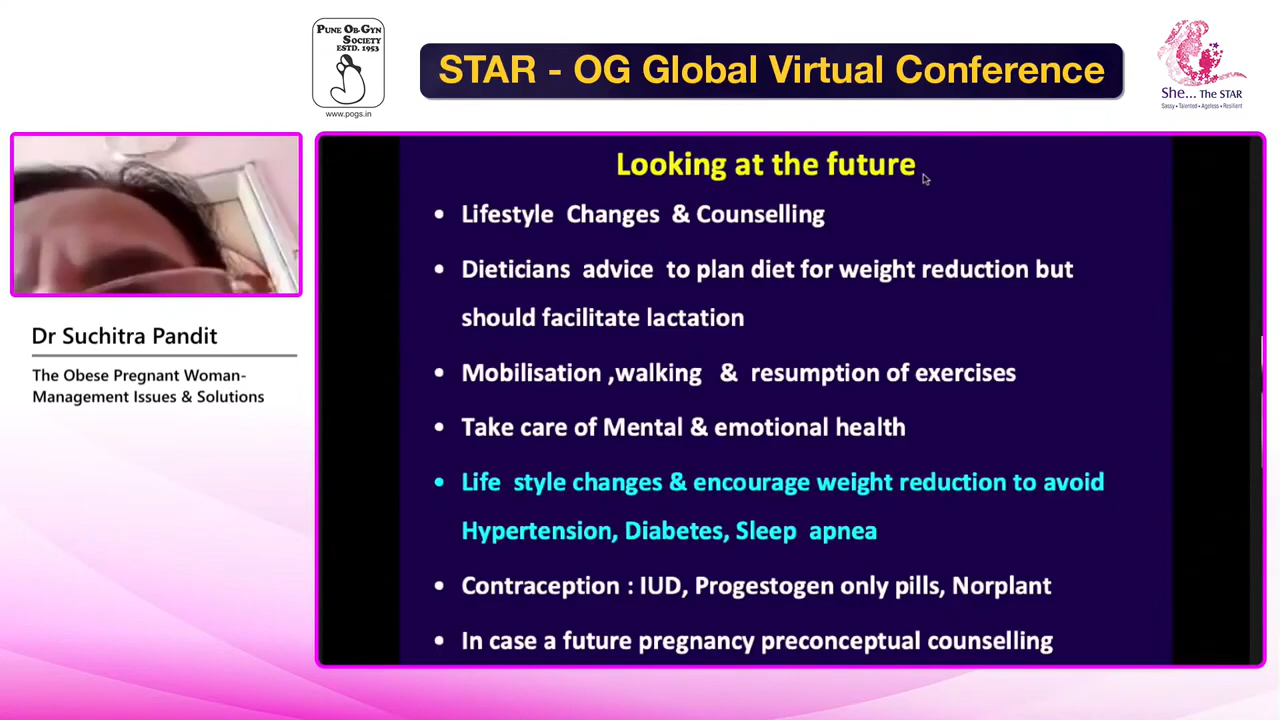 PUNE OB-GYN
SOCIETY
ESTD. 1953
www.pogs.in
STAR - OG Global Virtual Conference
She... The STAR
Sassy • Talented • Ageless • Resilient
Dr Suchitra Pandit
The Obese Pregnant Woman-
Management Issues & Solutions
Looking at the future
• Lifestyle Changes & Counselling
• Dieticians advice to plan diet for weight reduction but
should facilitate lactation
• Mobilisation ,walking & resumption of exercises
• Take care of Mental & emotional health
• Life style changes & encourage weight reduction to avoid
Hypertension, Diabetes, Sleep apnea
• Contraception : IUD, Progestogen only pills, Norplant
• In case a future pregnancy preconceptual counselling